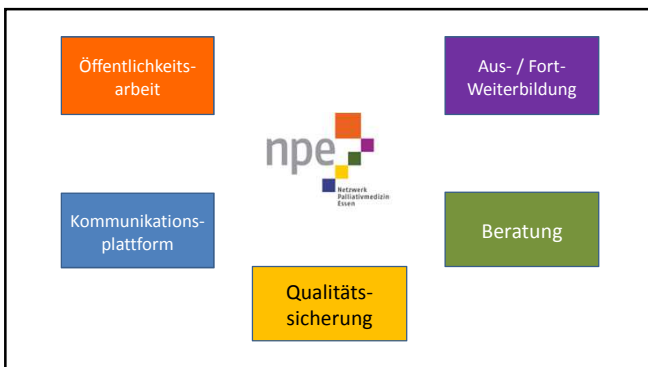 Öffentlichkeits-
arbeit
Aus- / Fort-
Weiterbildung
npe
Netzwerk
Palliativmedizin
Essen
Kommunikations-
plattform
Beratung
Qualitäts-
sicherung